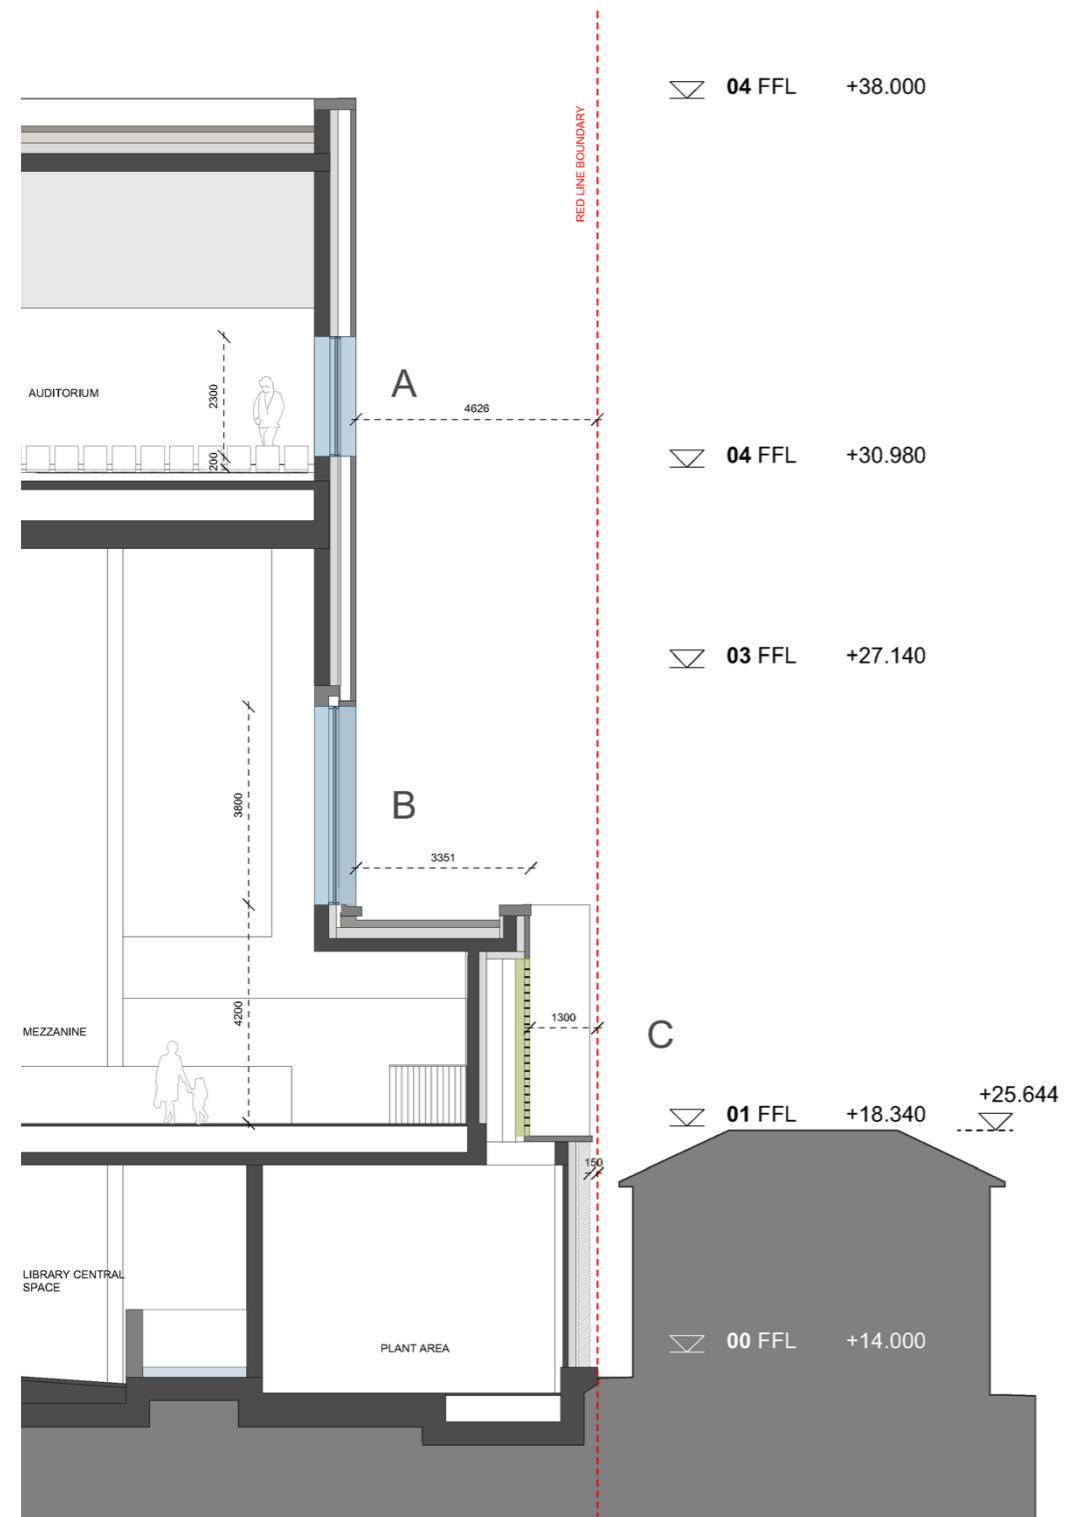 04 FFL +38.000
RED LINE BOUNDARY
AUDITORIUM
2300
200
A
4626
04 FFL +30.980
03 FFL +27.140
3800
B
3351
4200
MEZZANINE
1300
C
+25.644
01 FFL +18.340
150
LIBRARY CENTRAL
SPACE
PLANT AREA
00 FFL +14.000